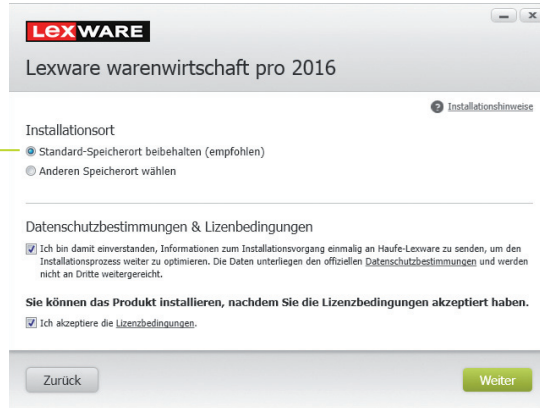 LEXWARE
Lexware warenwirtschaft pro 2016
? Installationshinweise
Installationsort
Standard-Speicherort beibehalten (empfohlen)
Anderen Speicherort wählen
Datenschutzbestimmungen & Lizenbedingungen
Ich bin damit einverstanden, Informationen zum Installationsvorgang einmalig an Haufe-Lexware zu senden, um den
Installationsprozess weiter zu optimieren. Die Daten unterliegen den offiziellen Datenschutzbestimmungen und werden
nicht an Dritte weitergereicht.
Sie können das Produkt installieren, nachdem Sie die Lizenzbedingungen akzeptiert haben.
Ich akzeptiere die Lizenzbedingungen.
Zurück
Weiter